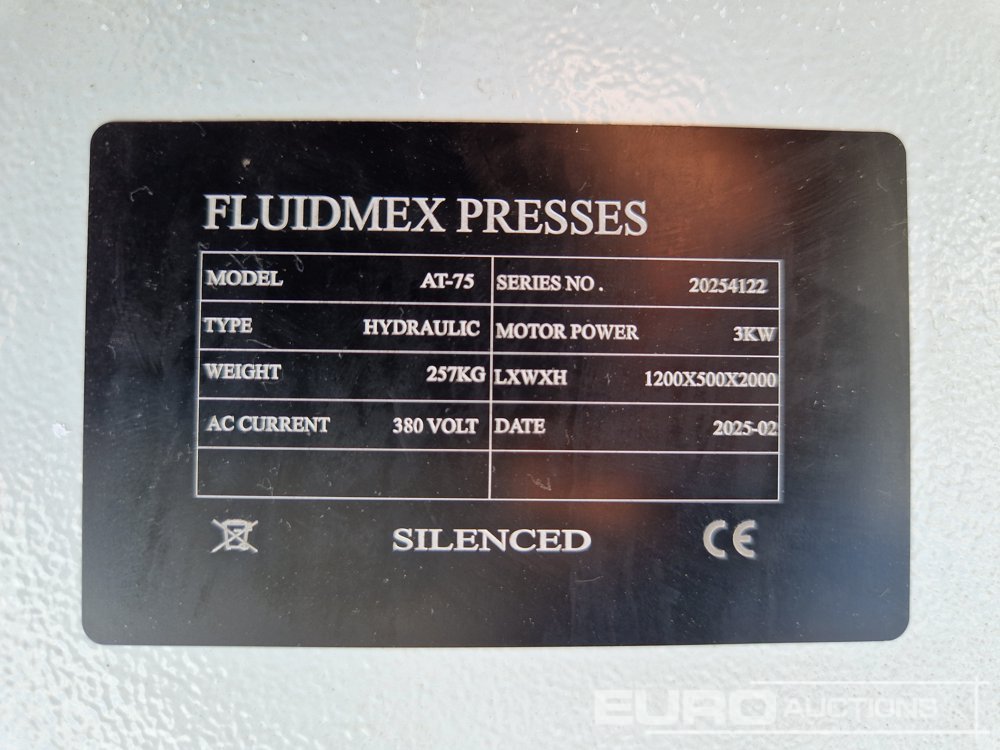 FLUIDMEX PRESSES
MODEL AT-75 SERIES NO . 20254122
TYPE HYDRAULIC MOTOR POWER 3KW
WEIGHT 257KG LXWXH 1200X500X2000
AC CURRENT 380 VOLT DATE 2025-02
SILENCED CE
EURO AUCTIONS